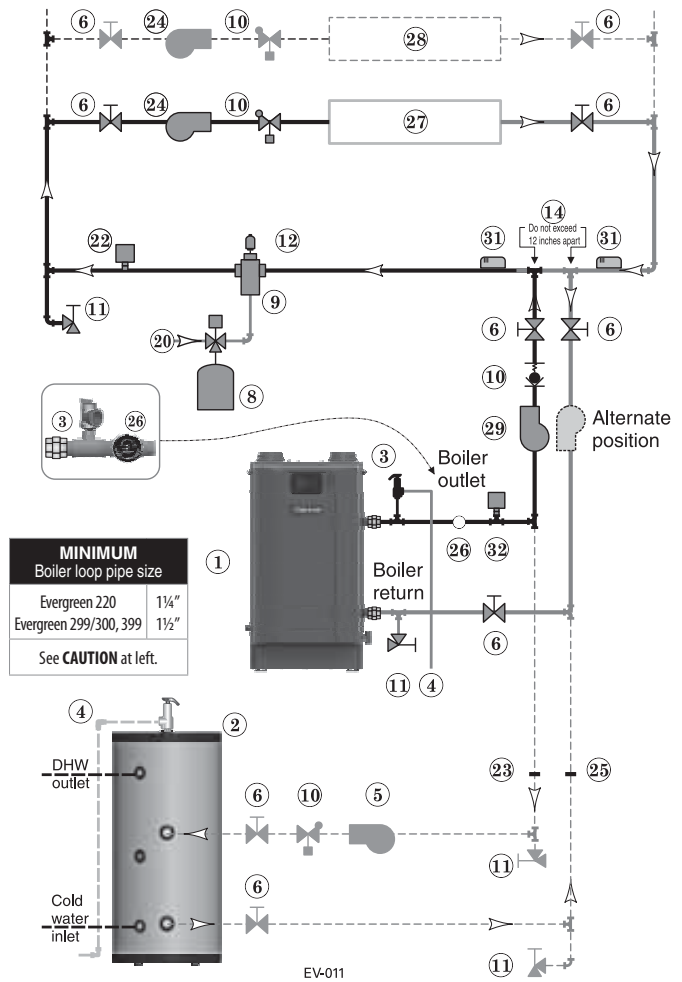 6 24 10 28 6
6 24 10 27 6
22 12 31 14 31
Do not exceed
12 inches apart
11 9 6 6
20 8 10
3 26 29 Alternate
position
3 Boiler
outlet
1 26 32
MINIMUM
Boiler loop pipe size
Evergreen 220 1¼"
Evergreen 299/300, 399 1½"
See CAUTION at left.
Boiler
return
6
11 4
4 2
DHW
outlet
23 25
6 10 5
11
6
Cold
water
inlet
11
EV-011